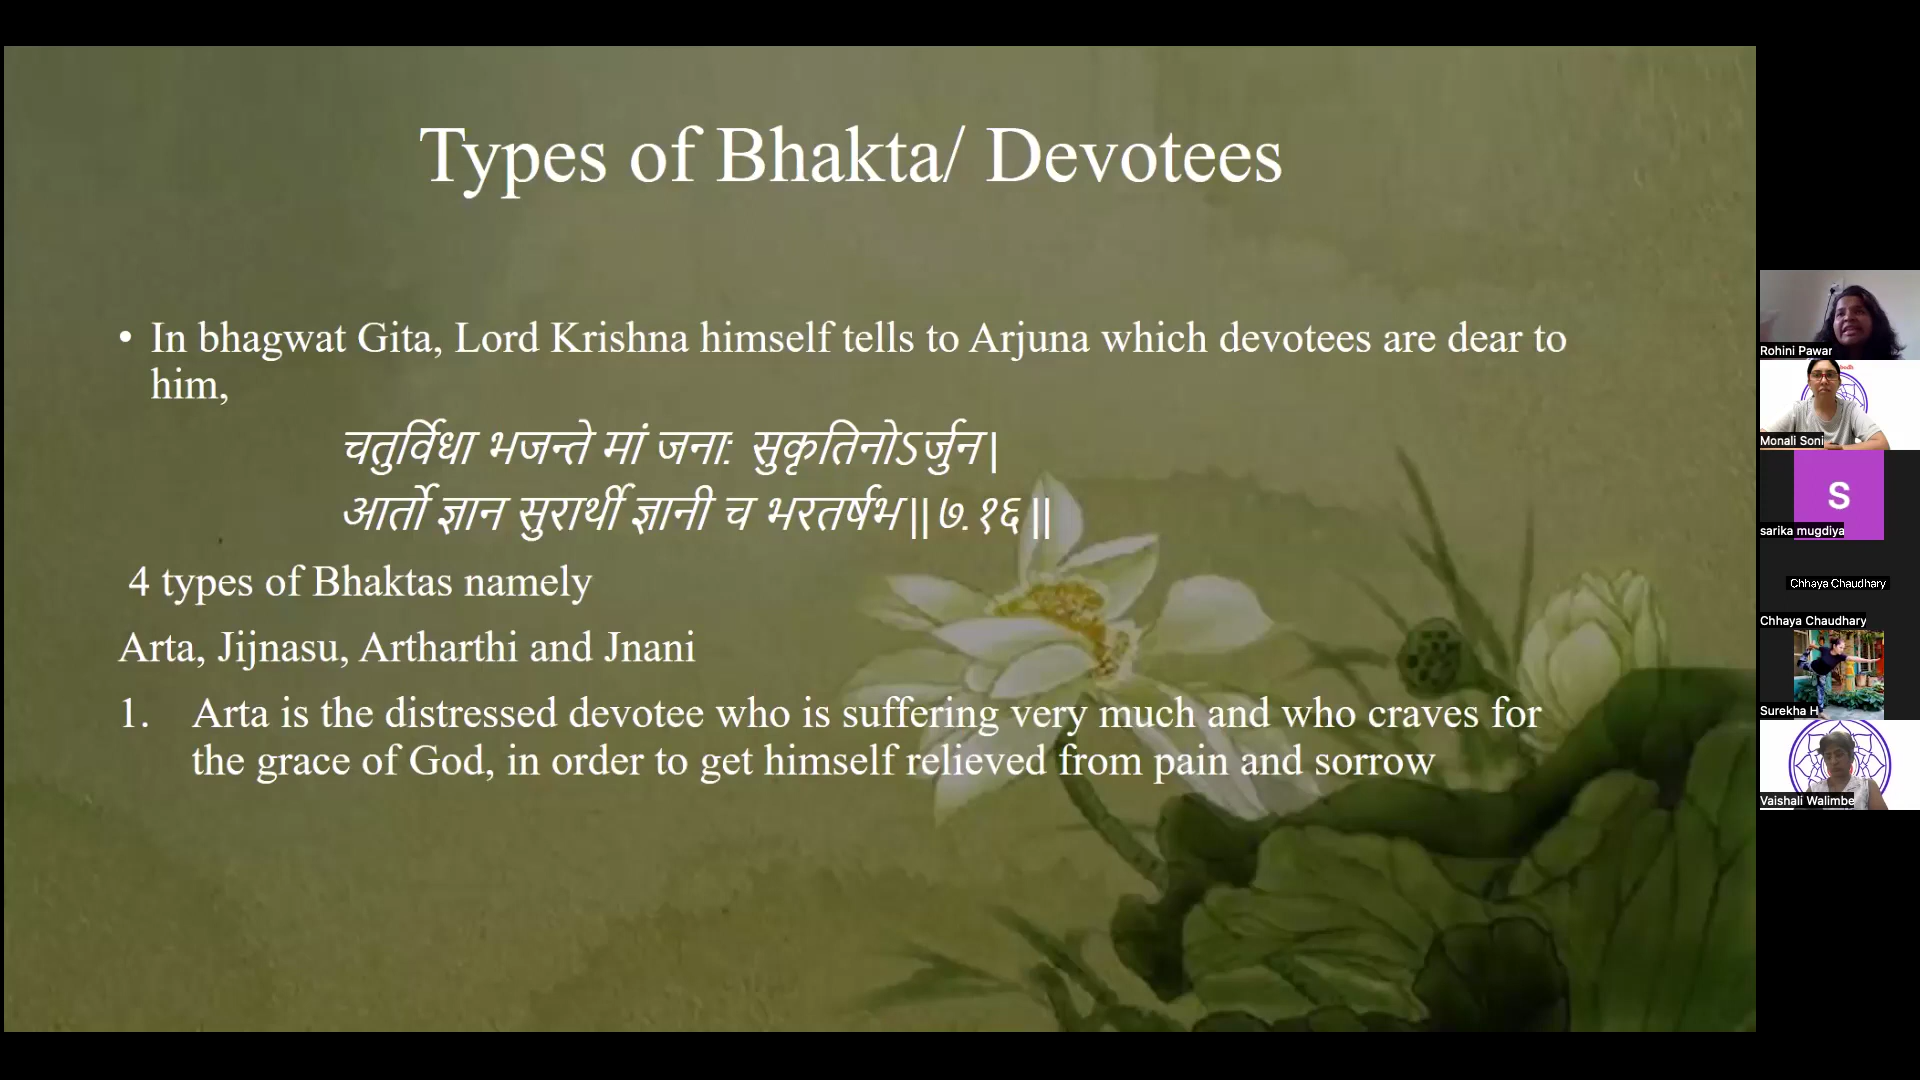 Types of Bhakta/ Devotees
• In bhagwat Gita, Lord Krishna himself tells to Arjuna which devotees are dear to
him,
चतुर्विधा भजन्ते मां जनाः सुकृतिनोऽर्जुन|
आर्तो ज्ञान सुरार्थी ज्ञानी च भरतर्षभ||७.१६||
4 types of Bhaktas namely
Arta, Jijnasu, Artharthi and Jnani
1. Arta is the distressed devotee who is suffering very much and who craves for
the grace of God, in order to get himself relieved from pain and sorrow
Rohini Pawar
Monali Soni
S
sarika mugdiya
Chhaya Chaudhary
Chhaya Chaudhary
Surekha H
Vaishali Walimbe